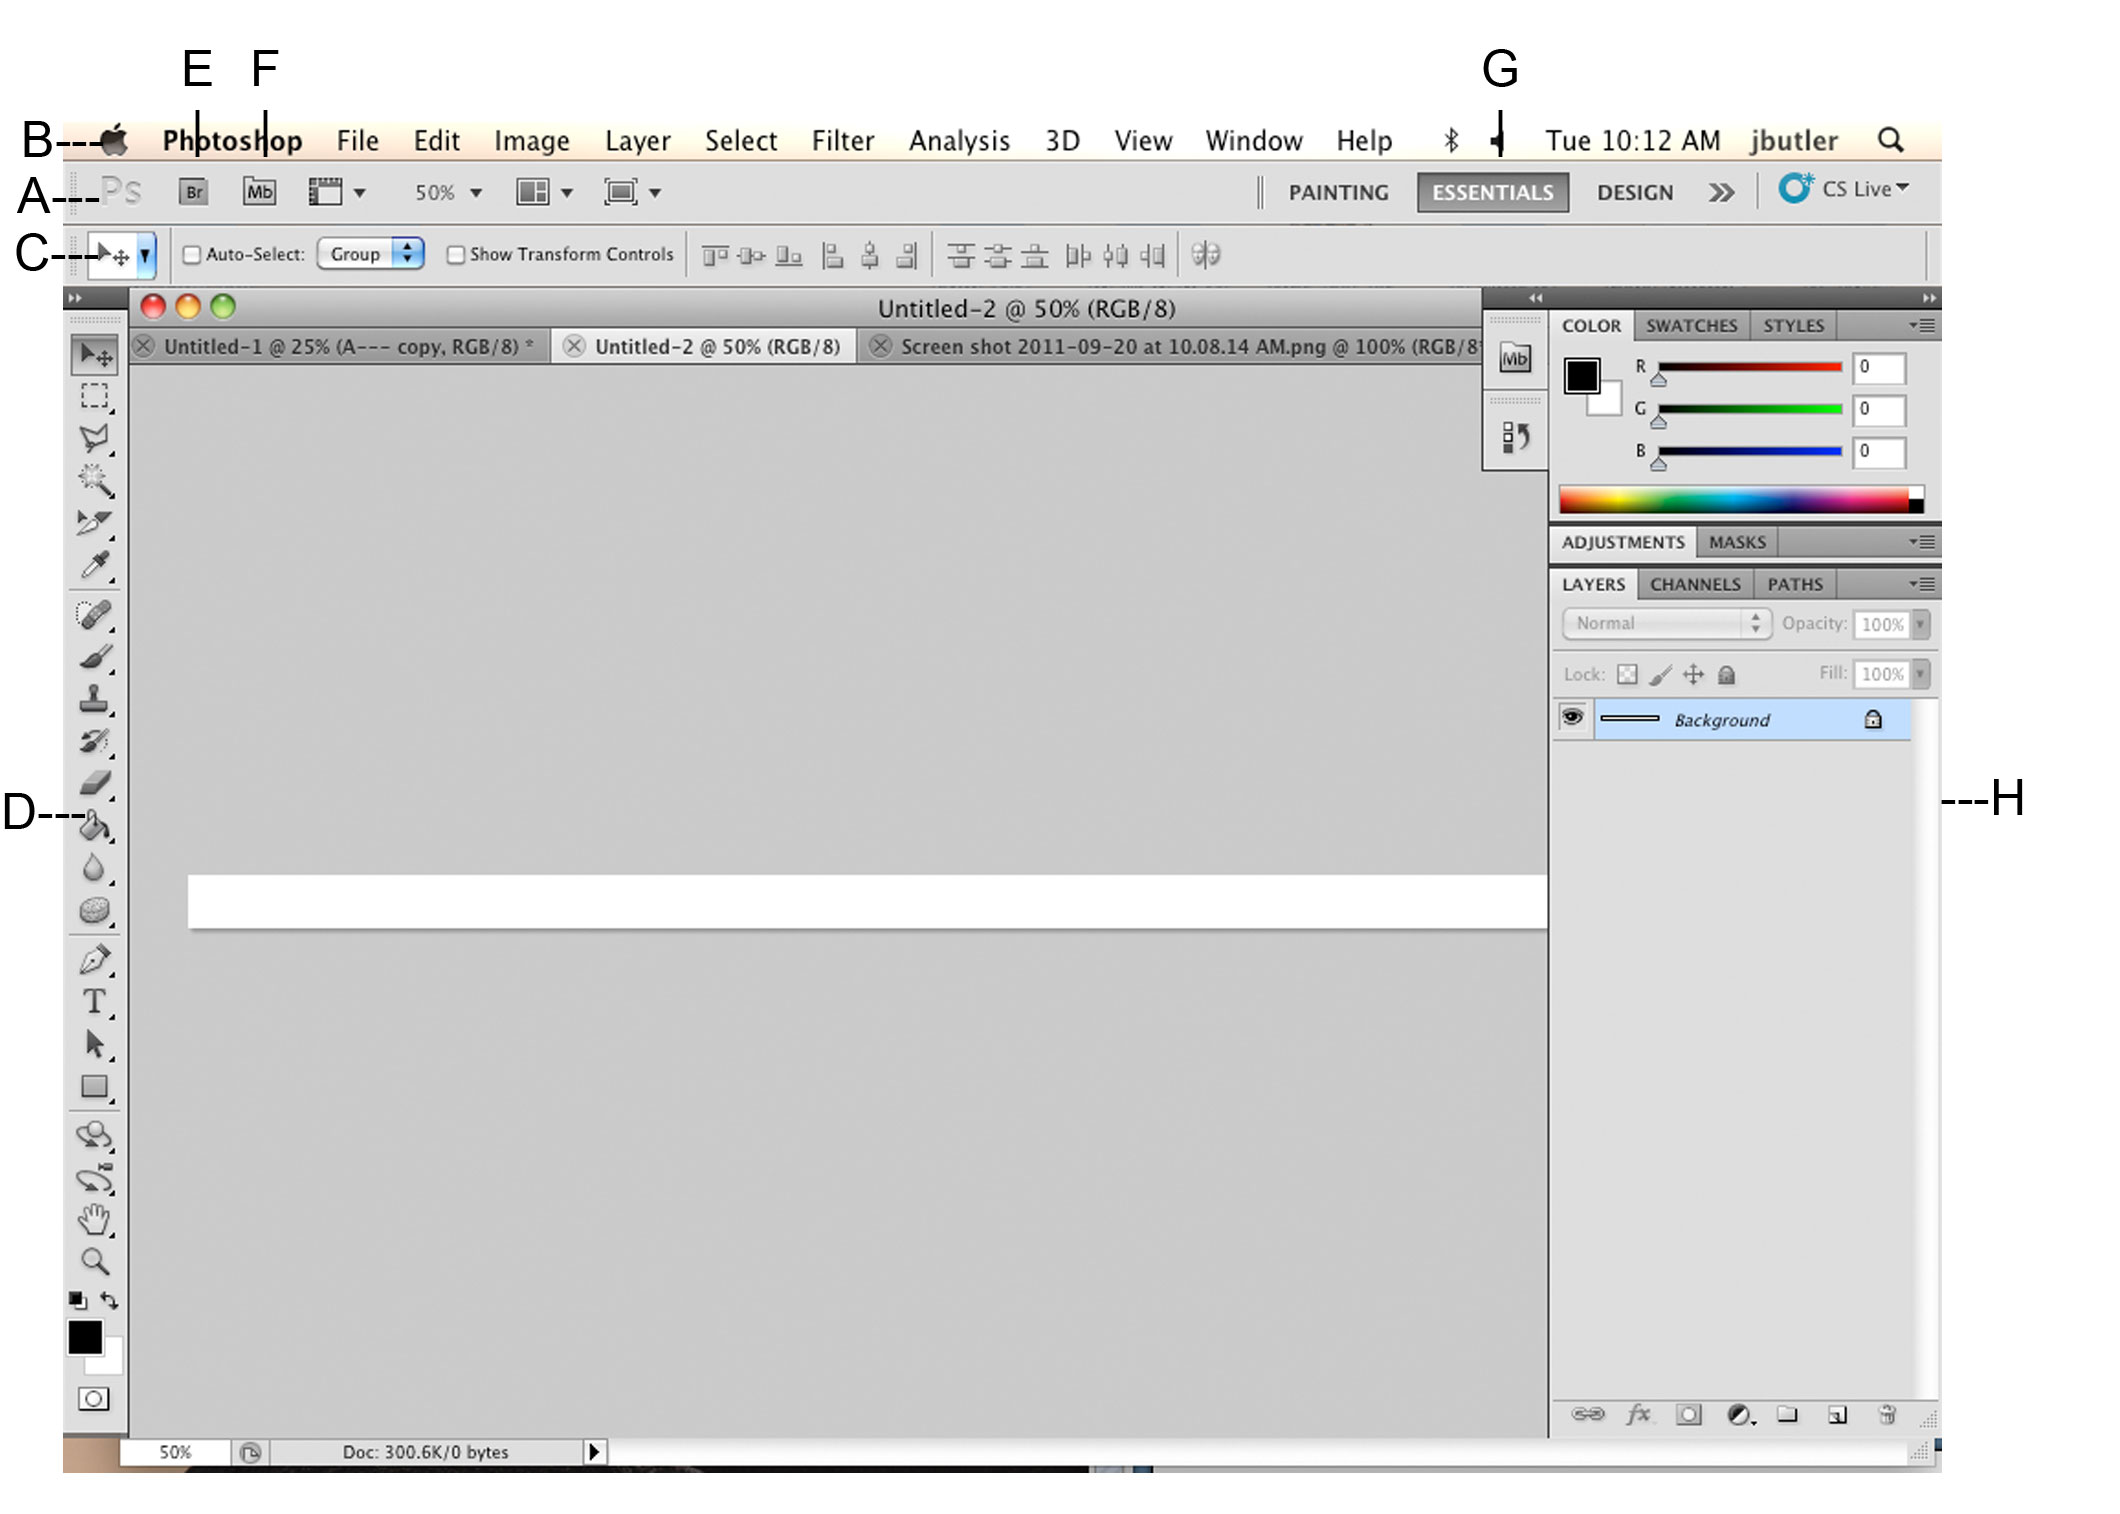 E F G
B--- Photoshop File Edit Image Layer Select Filter Analysis 3D View Window Help Tue 10:12 AM jbutler
A--- Ps Br Mb 50% PAINTING ESSENTIALS DESIGN CS Live
C--- Auto-Select: Group Show Transform Controls
Untitled-2 @ 50% (RGB/8)
Untitled-1 @ 25% (A--- copy, RGB/8) * Untitled-2 @ 50% (RGB/8) Screen shot 2011-09-20 at 10.08.14 AM.png @ 100% (RGB/8*
Mb
COLOR SWATCHES STYLES
R 0
G 0
B 0
ADJUSTMENTS MASKS
LAYERS CHANNELS PATHS
Normal Opacity: 100%
Lock: Fill: 100%
Background
D--- ---H
T
fx
50% Doc: 300.6K/0 bytes